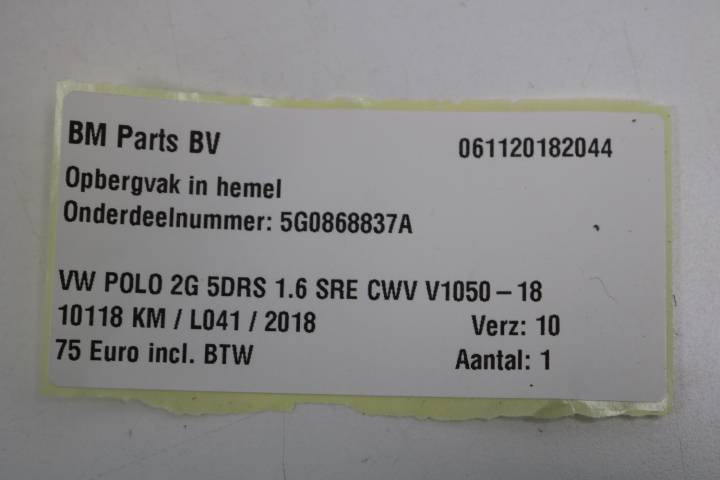 BM Parts BV 061120182044
Opbergvak in hemel
Onderdeelnummer: 5G0868837A
VW POLO 2G 5DRS 1.6 SRE CWV V1050 – 18
10118 KM / L041 / 2018 Verz: 10
75 Euro incl. BTW Aantal: 1